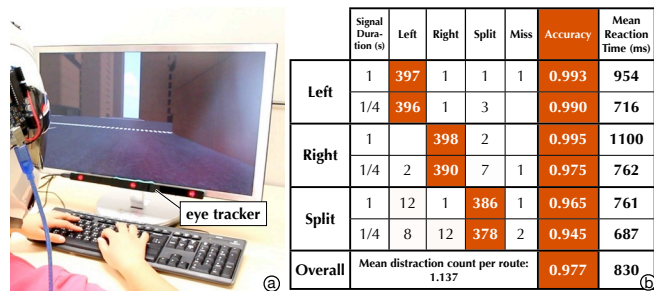 eye tracker
ⓐ
Signal Dura- tion (s) Left Right Split Miss Accuracy Mean Reaction Time (ms)
Left 1 397 1 1 1 0.993 954
1/4 396 1 3 0.990 716
Right 1 398 2 0.995 1100
1/4 2 390 7 1 0.975 762
Split 1 12 1 386 1 0.965 761
1/4 8 12 378 2 0.945 687
Overall Mean distraction count per route: 1.137 0.977 830
ⓑ